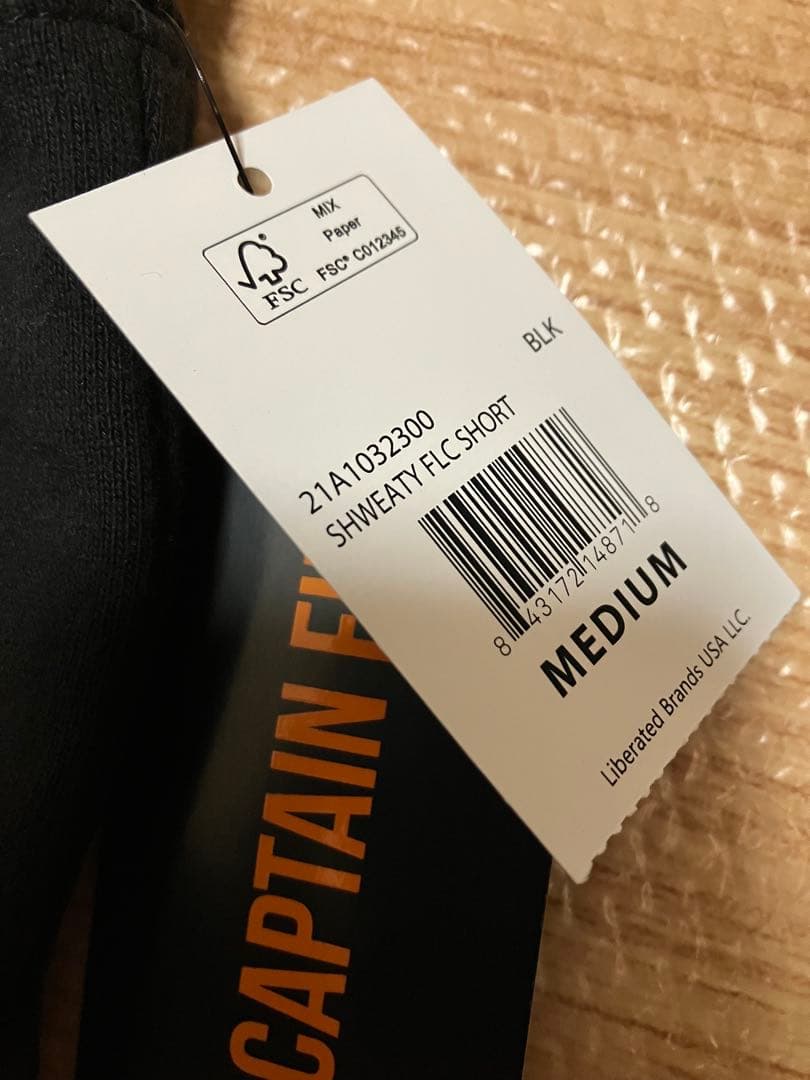 MIX
Paper
FSC® C012345
FSC
BLK
21A1032300
SHWEATY FLC SHORT
8 43172 14871 8
MEDIUM
Liberated Brands USA LLC.
CAPTAIN